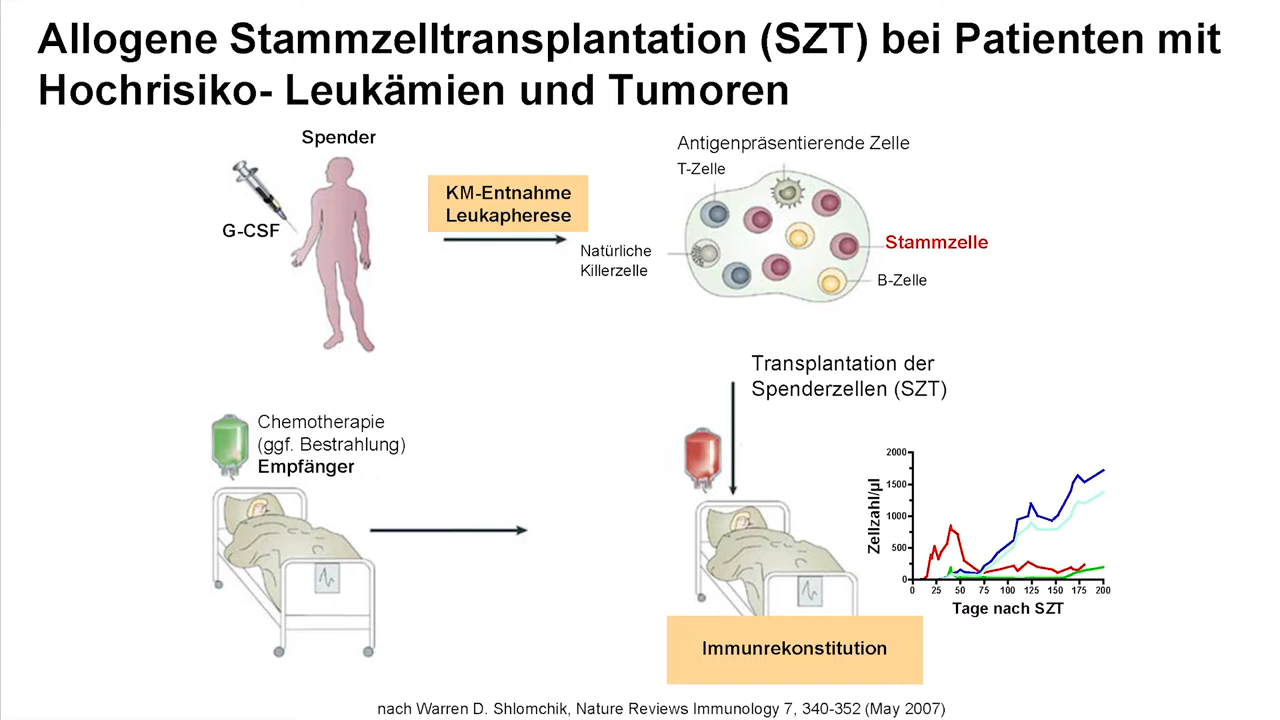 Allogene Stammzelltransplantation (SZT) bei Patienten mit
Hochrisiko- Leukämien und Tumoren
Spender
G-CSF
KM-Entnahme
Leukapherese
Antigenpräsentierende Zelle
T-Zelle
Natürliche
Killerzelle
Stammzelle
B-Zelle
Transplantation der
Spenderzellen (SZT)
Chemotherapie
(ggf. Bestrahlung)
Empfänger
Zellzahl/µl
2000
1500
1000
500
0
0 25 50 75 100 125 150 175 200
Tage nach SZT
Immunrekonstitution
nach Warren D. Shlomchik, Nature Reviews Immunology 7, 340-352 (May 2007)